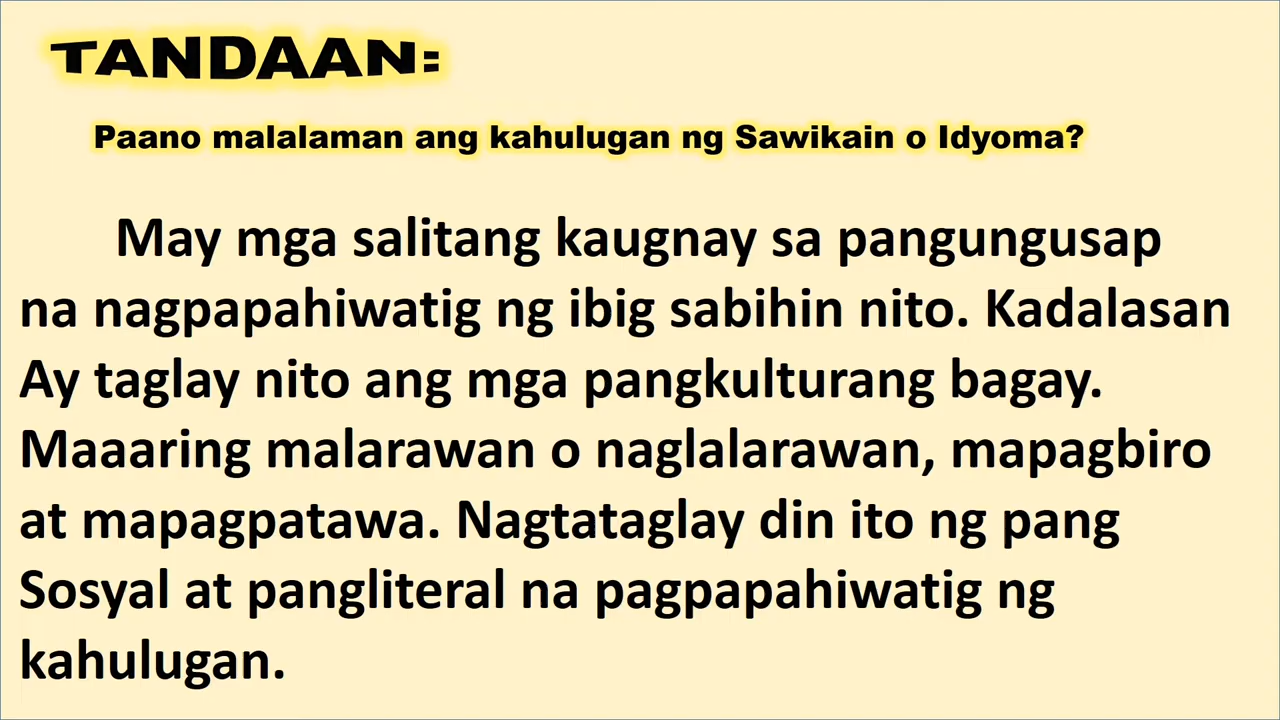 TANDAAN:
Paano malalaman ang kahulugan ng Sawikain o Idyoma?
May mga salitang kaugnay sa pangungusap
na nagpapahiwatig ng ibig sabihin nito. Kadalasan
Ay taglay nito ang mga pangkulturang bagay.
Maaaring malarawan o naglalarawan, mapagbiro
at mapagpatawa. Nagtataglay din ito ng pang
Sosyal at pangliteral na pagpapahiwatig ng
kahulugan.